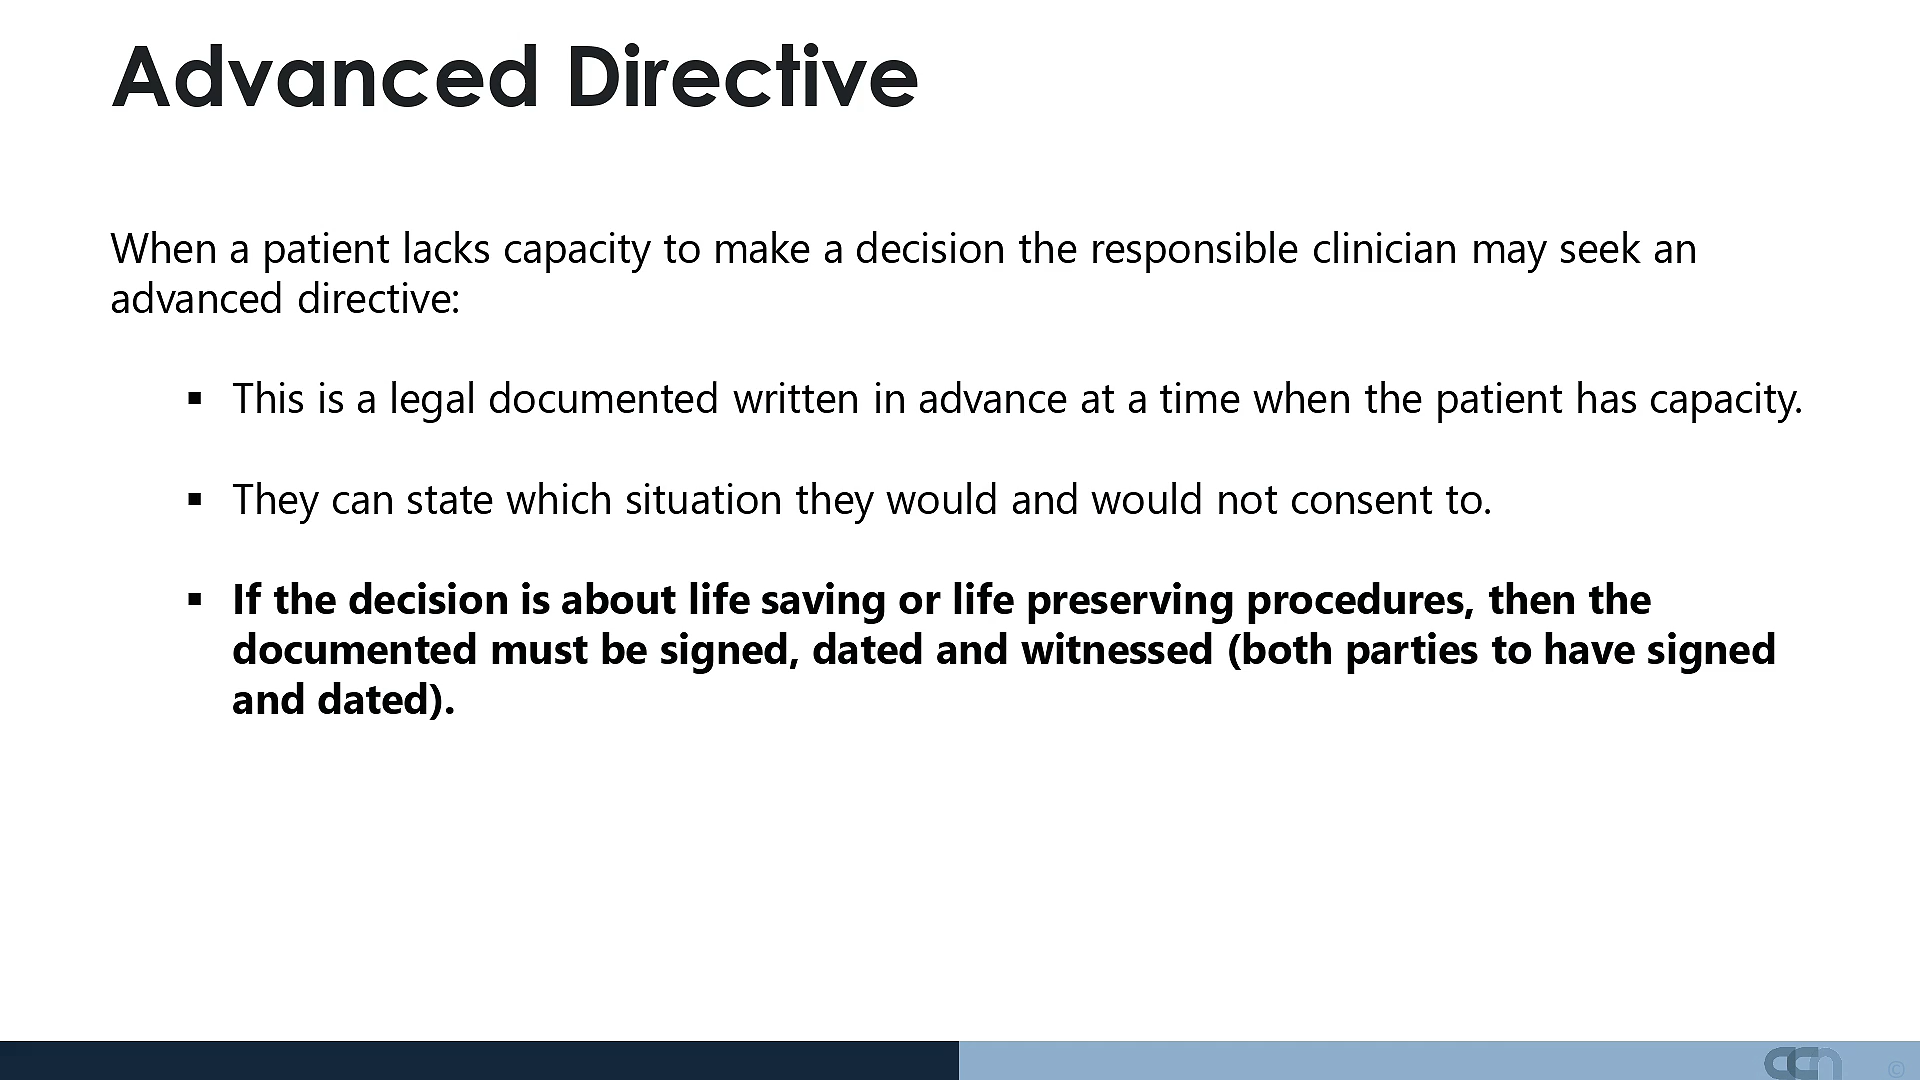 Advanced Directive
When a patient lacks capacity to make a decision the responsible clinician may seek an
advanced directive:
▪ This is a legal documented written in advance at a time when the patient has capacity.
▪ They can state which situation they would and would not consent to.
▪ If the decision is about life saving or life preserving procedures, then the
documented must be signed, dated and witnessed (both parties to have signed
and dated).
ccn ©